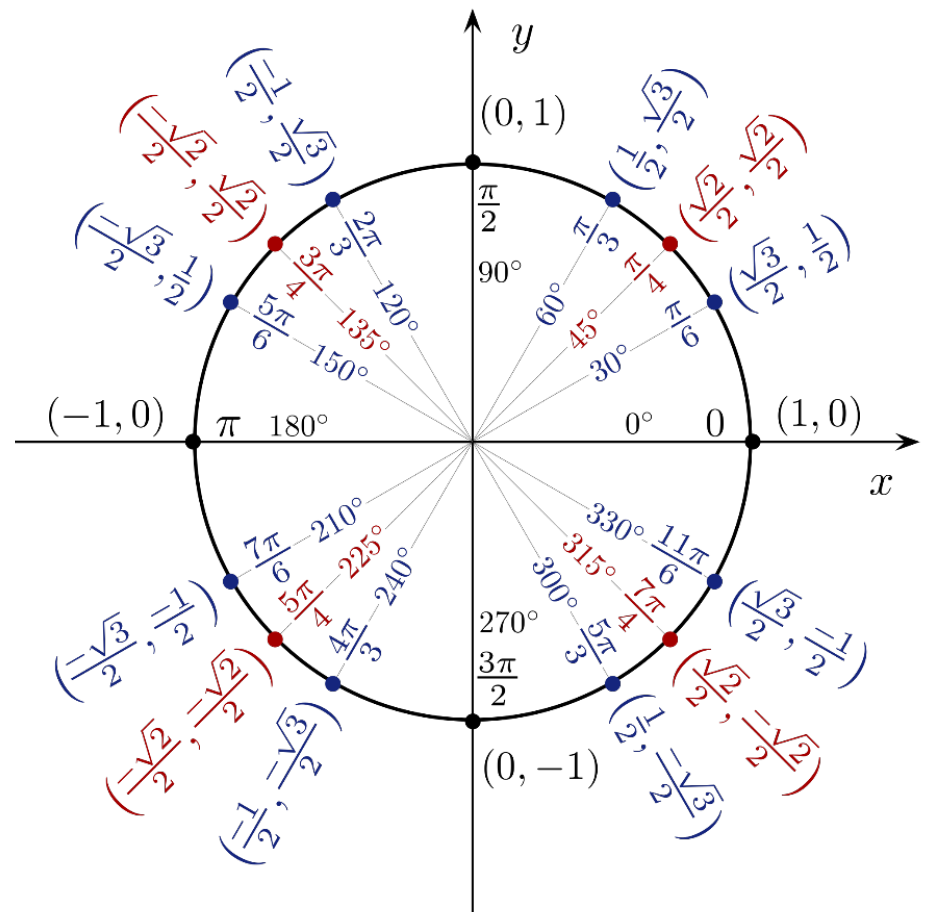 y
(0, 1)
π/2
90°
(1/2, √3/2)
π/3
60°
(√2/2, √2/2)
π/4
45°
(√3/2, 1/2)
π/6
30°
(1, 0)
0
0°
x
(−1/2, √3/2)
2π/3
120°
(−√2/2, √2/2)
3π/4
135°
(−√3/2, 1/2)
5π/6
150°
(−1, 0)
π
180°
(−√3/2, −1/2)
7π/6
210°
(−√2/2, −√2/2)
5π/4
225°
(−1/2, −√3/2)
4π/3
240°
270°
3π/2
(0, −1)
(1/2, −√3/2)
5π/3
300°
(√2/2, −√2/2)
7π/4
315°
(√3/2, −1/2)
11π/6
330°